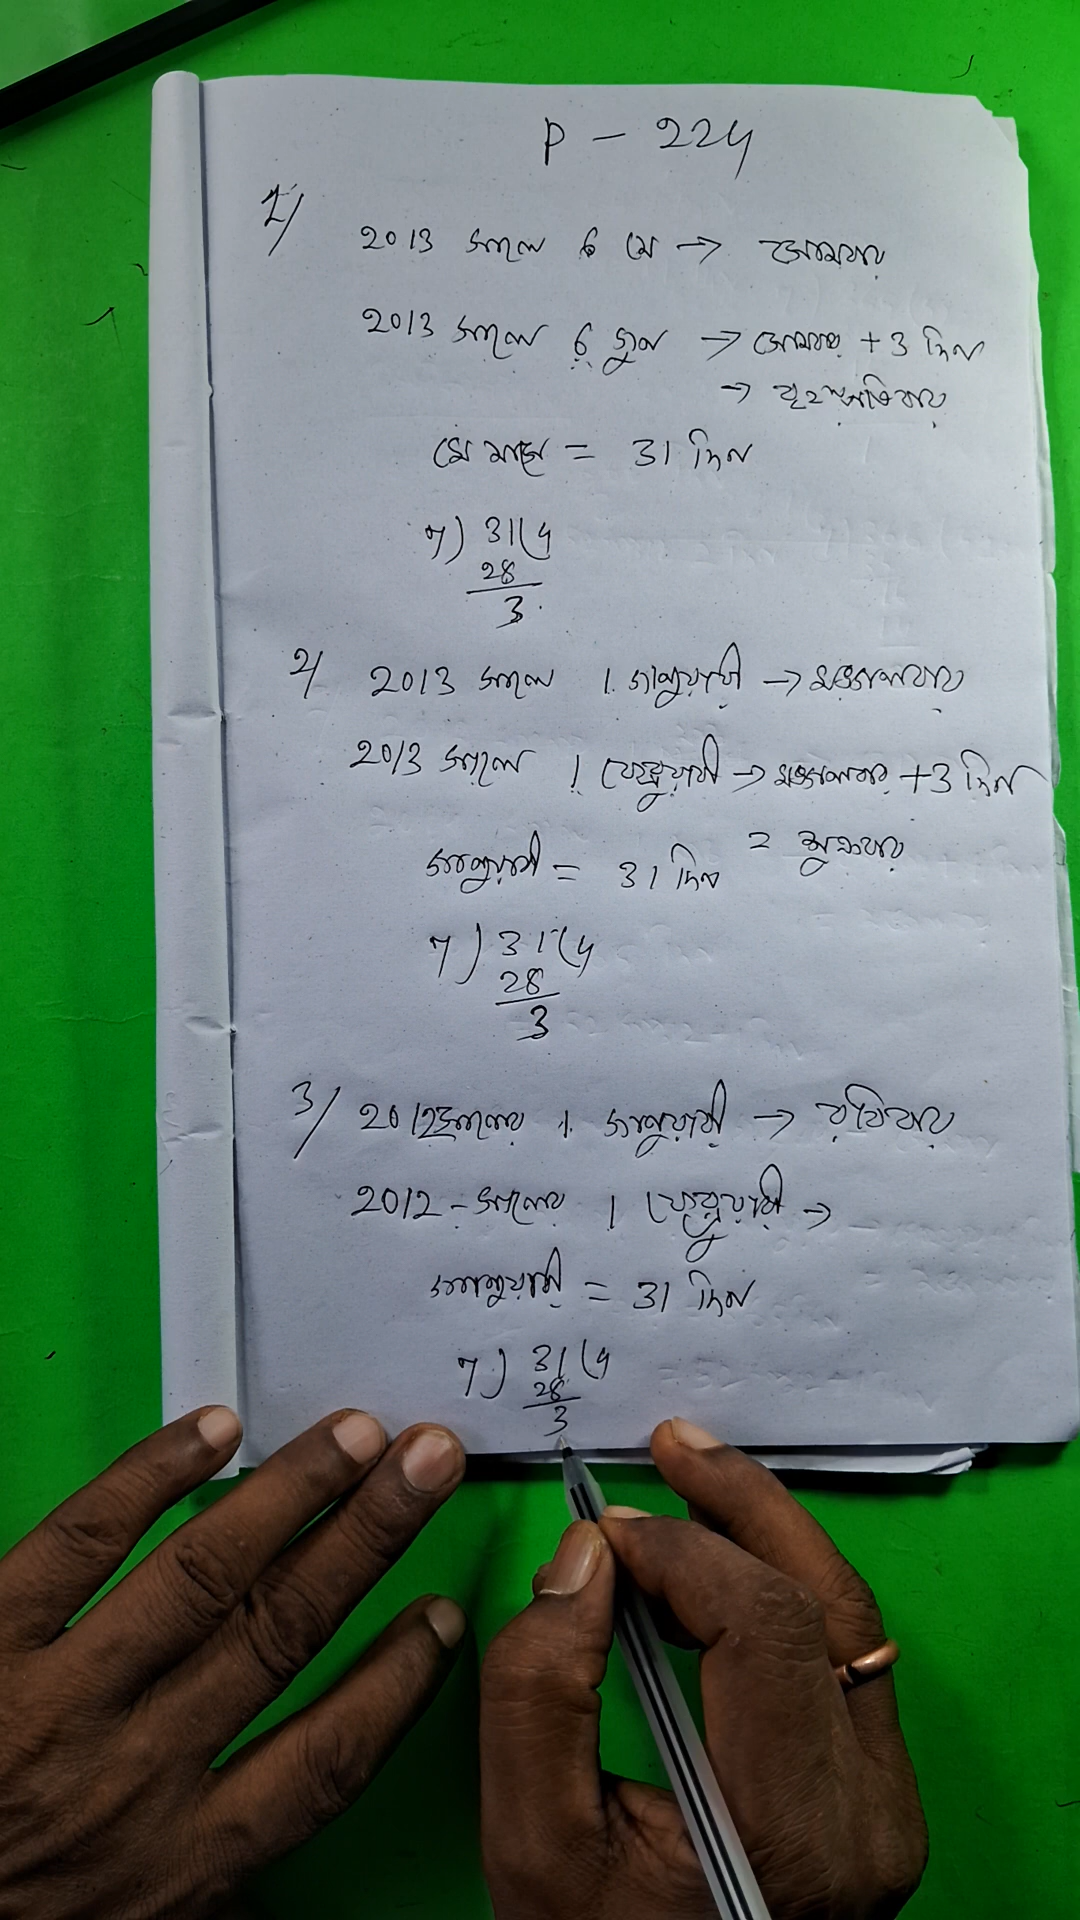 P - 224
1/
2013 সালে 6 মে → সোমবার
2013 সালে 6 জুন → সোমবার + 3 দিন
→ বৃহস্পতিবার
মে মাস = 31 দিন
7) 31(4
28
3
2/ 2013 সালে 1 জানুয়ারী → মঙ্গলবার
2013 সালে 1 ফেব্রুয়ারী → মঙ্গলবার + 3 দিন
= শুক্রবার
জানুয়ারী = 31 দিন
7) 31(4
28
3
3/ 2012 সালের 1 জানুয়ারী → রবিবার
2012 - সালের 1 ফেব্রুয়ারী →
জানুয়ারী = 31 দিন
7) 31(4
28
3